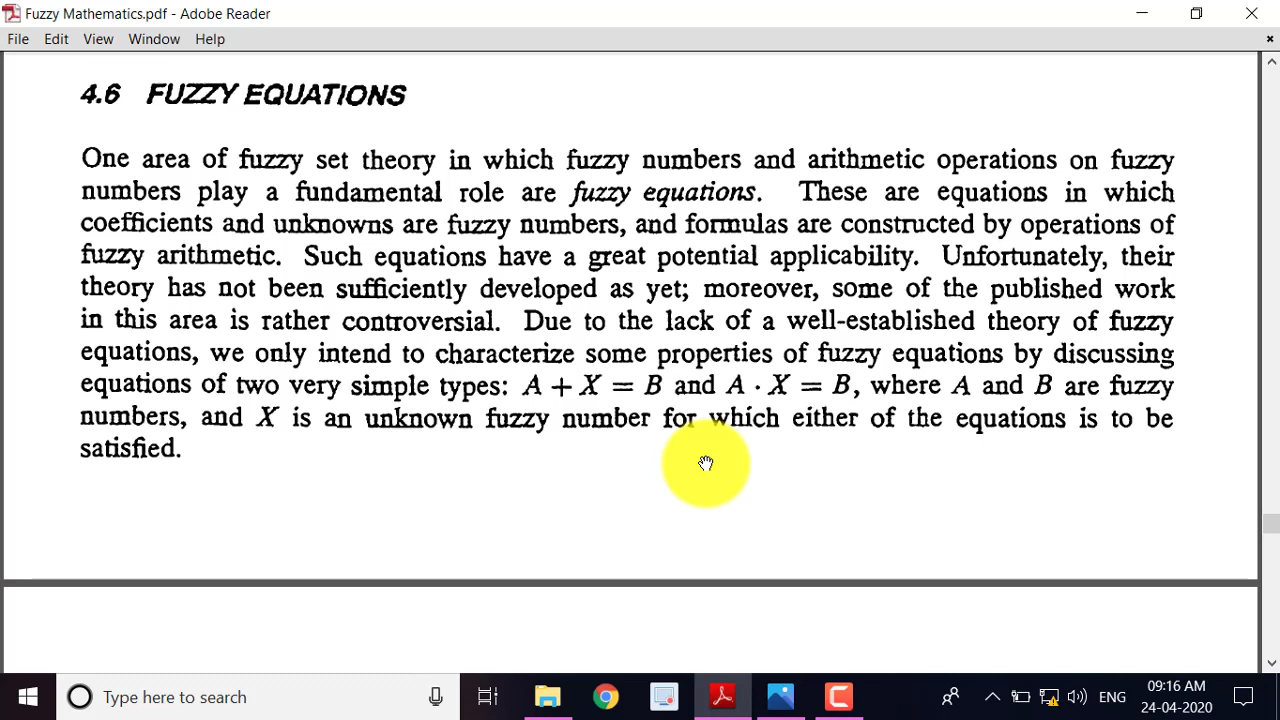 Fuzzy Mathematics.pdf - Adobe Reader
File Edit View Window Help
4.6 FUZZY EQUATIONS
One area of fuzzy set theory in which fuzzy numbers and arithmetic operations on fuzzy
numbers play a fundamental role are fuzzy equations. These are equations in which
coefficients and unknowns are fuzzy numbers, and formulas are constructed by operations of
fuzzy arithmetic. Such equations have a great potential applicability. Unfortunately, their
theory has not been sufficiently developed as yet; moreover, some of the published work
in this area is rather controversial. Due to the lack of a well-established theory of fuzzy
equations, we only intend to characterize some properties of fuzzy equations by discussing
equations of two very simple types: A + X = B and A · X = B, where A and B are fuzzy
numbers, and X is an unknown fuzzy number for which either of the equations is to be
satisfied.
Type here to search
ENG
09:16 AM
24-04-2020